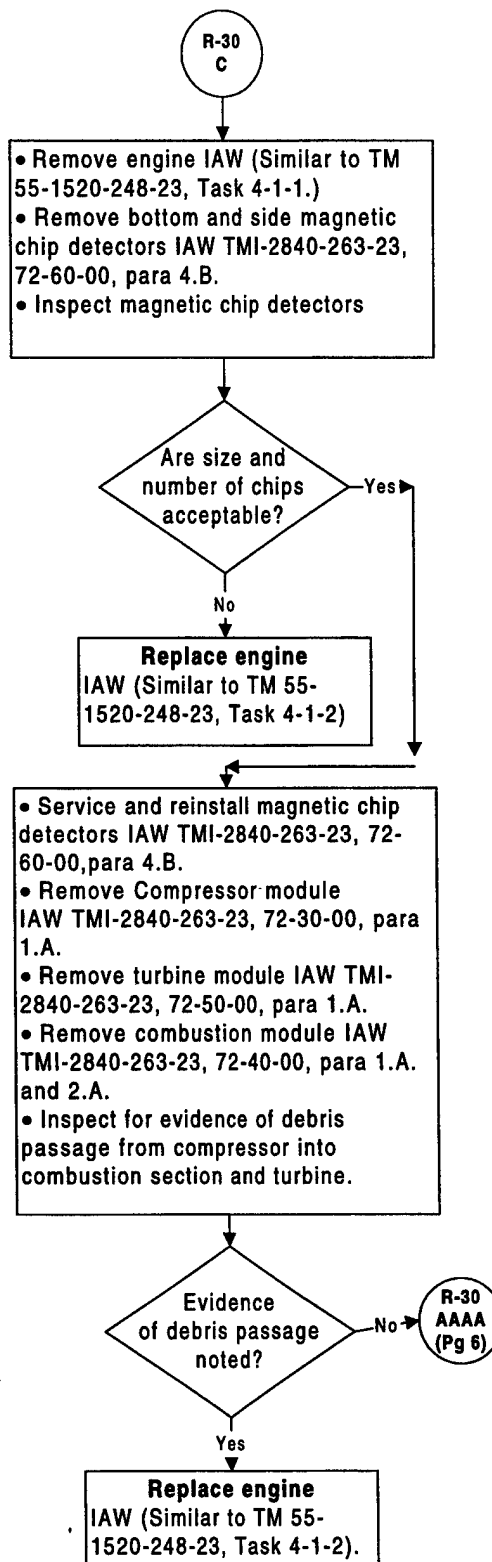 R-30
C
• Remove engine IAW (Similar to TM
55-1520-248-23, Task 4-1-1.)
• Remove bottom and side magnetic
chip detectors IAW TMI-2840-263-23,
72-60-00, para 4.B.
• Inspect magnetic chip detectors
Are size and
number of chips
acceptable?
Yes
No
Replace engine
IAW (Similar to TM 55-
1520-248-23, Task 4-1-2)
• Service and reinstall magnetic chip
detectors IAW TMI-2840-263-23, 72-
60-00,para 4.B.
• Remove Compressor module
IAW TMI-2840-263-23, 72-30-00, para
1.A.
• Remove turbine module IAW TMI-
2840-263-23, 72-50-00, para 1.A.
• Remove combustion module IAW
TMI-2840-263-23, 72-40-00, para 1.A.
and 2.A.
• Inspect for evidence of debris
passage from compressor into
combustion section and turbine.
Evidence
of debris passage
noted?
No
R-30
AAAA
(Pg 6)
Yes
Replace engine
IAW (Similar to TM 55-
1520-248-23, Task 4-1-2).